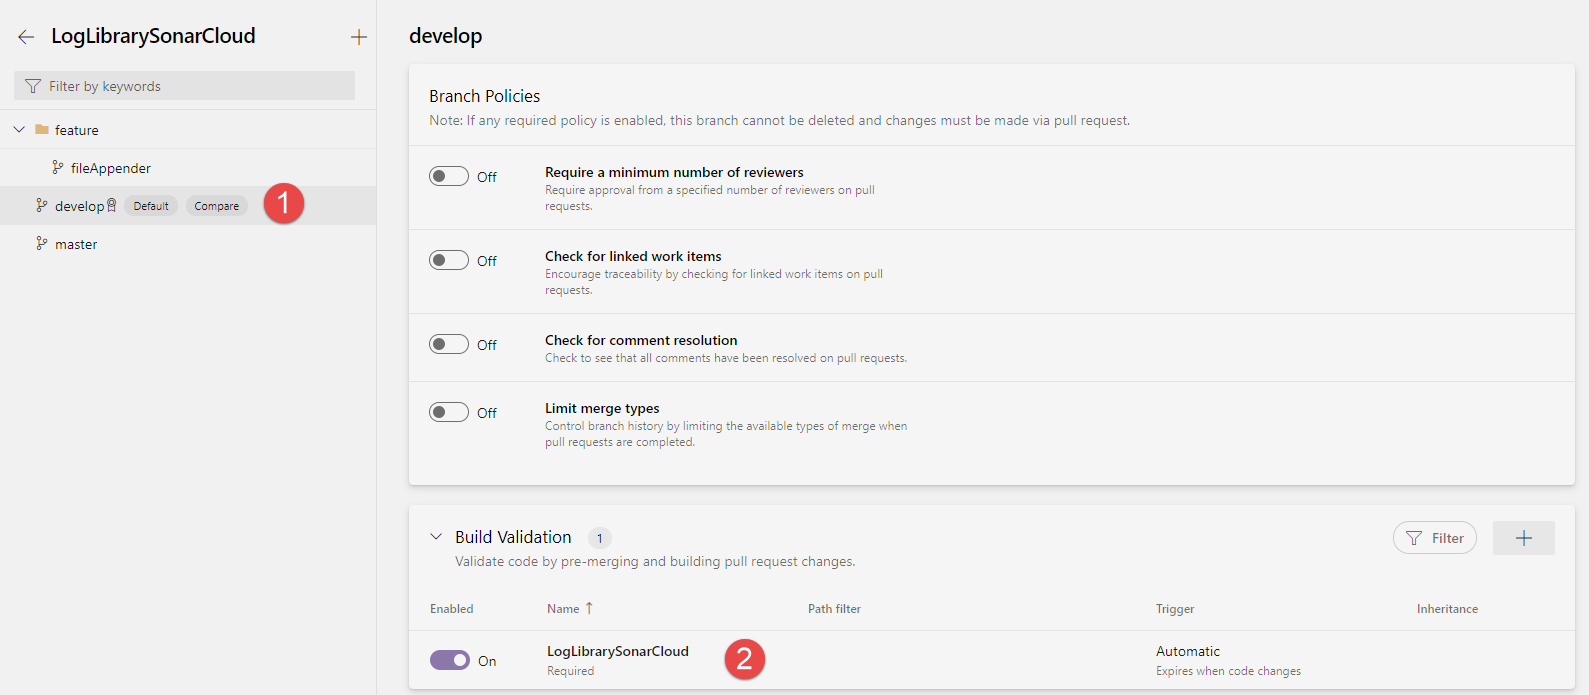 LogLibrarySonarCloud
Filter by keywords
feature
fileAppender
develop Default Compare 1
master
develop
Branch Policies
Note: If any required policy is enabled, this branch cannot be deleted and changes must be made via pull request.
Off Require a minimum number of reviewers
Require approval from a specified number of reviewers on pull
requests.
Off Check for linked work items
Encourage traceability by checking for linked work items on pull
requests.
Off Check for comment resolution
Check to see that all comments have been resolved on pull requests.
Off Limit merge types
Control branch history by limiting the available types of merge when
pull requests are completed.
Build Validation 1 Filter
Validate code by pre-merging and building pull request changes.
Enabled Name ↑ Path filter Trigger Inheritance
On LogLibrarySonarCloud 2 Automatic
Required Expires when code changes